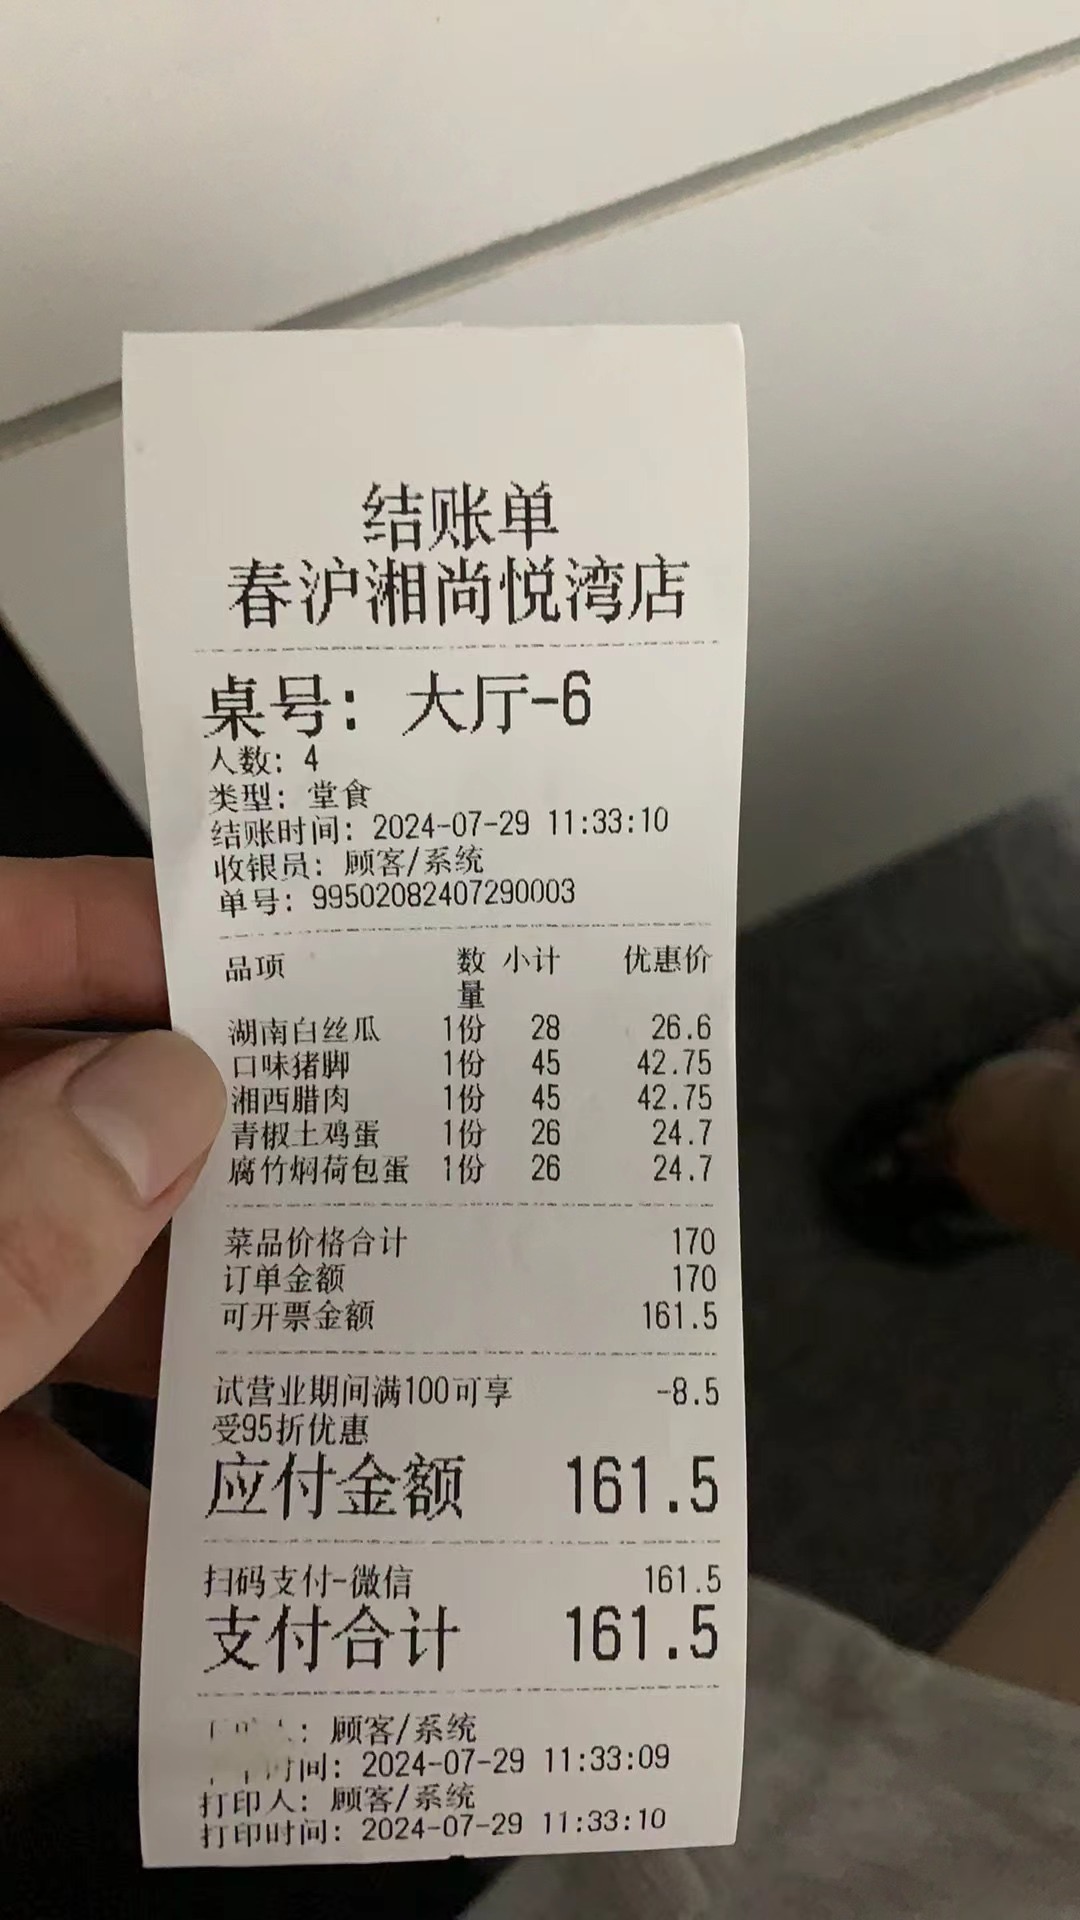 结账单
春沪湘尚悦湾店
桌号: 大厅-6
人数: 4
类型: 堂食
结账时间: 2024-07-29 11:33:10
收银员: 顾客/系统
单号: 99502082407290003
品项 数量 小计 优惠价
湖南白丝瓜 1份 28 26.6
口味猪脚 1份 45 42.75
湘西腊肉 1份 45 42.75
青椒土鸡蛋 1份 26 24.7
腐竹焖荷包蛋 1份 26 24.7
菜品价格合计 170
订单金额 170
可开票金额 161.5
试营业期间满100可享 -8.5
受95折优惠
应付金额 161.5
扫码支付-微信 161.5
支付合计 161.5
: 顾客/系统
时间: 2024-07-29 11:33:09
打印人: 顾客/系统
打印时间: 2024-07-29 11:33:10